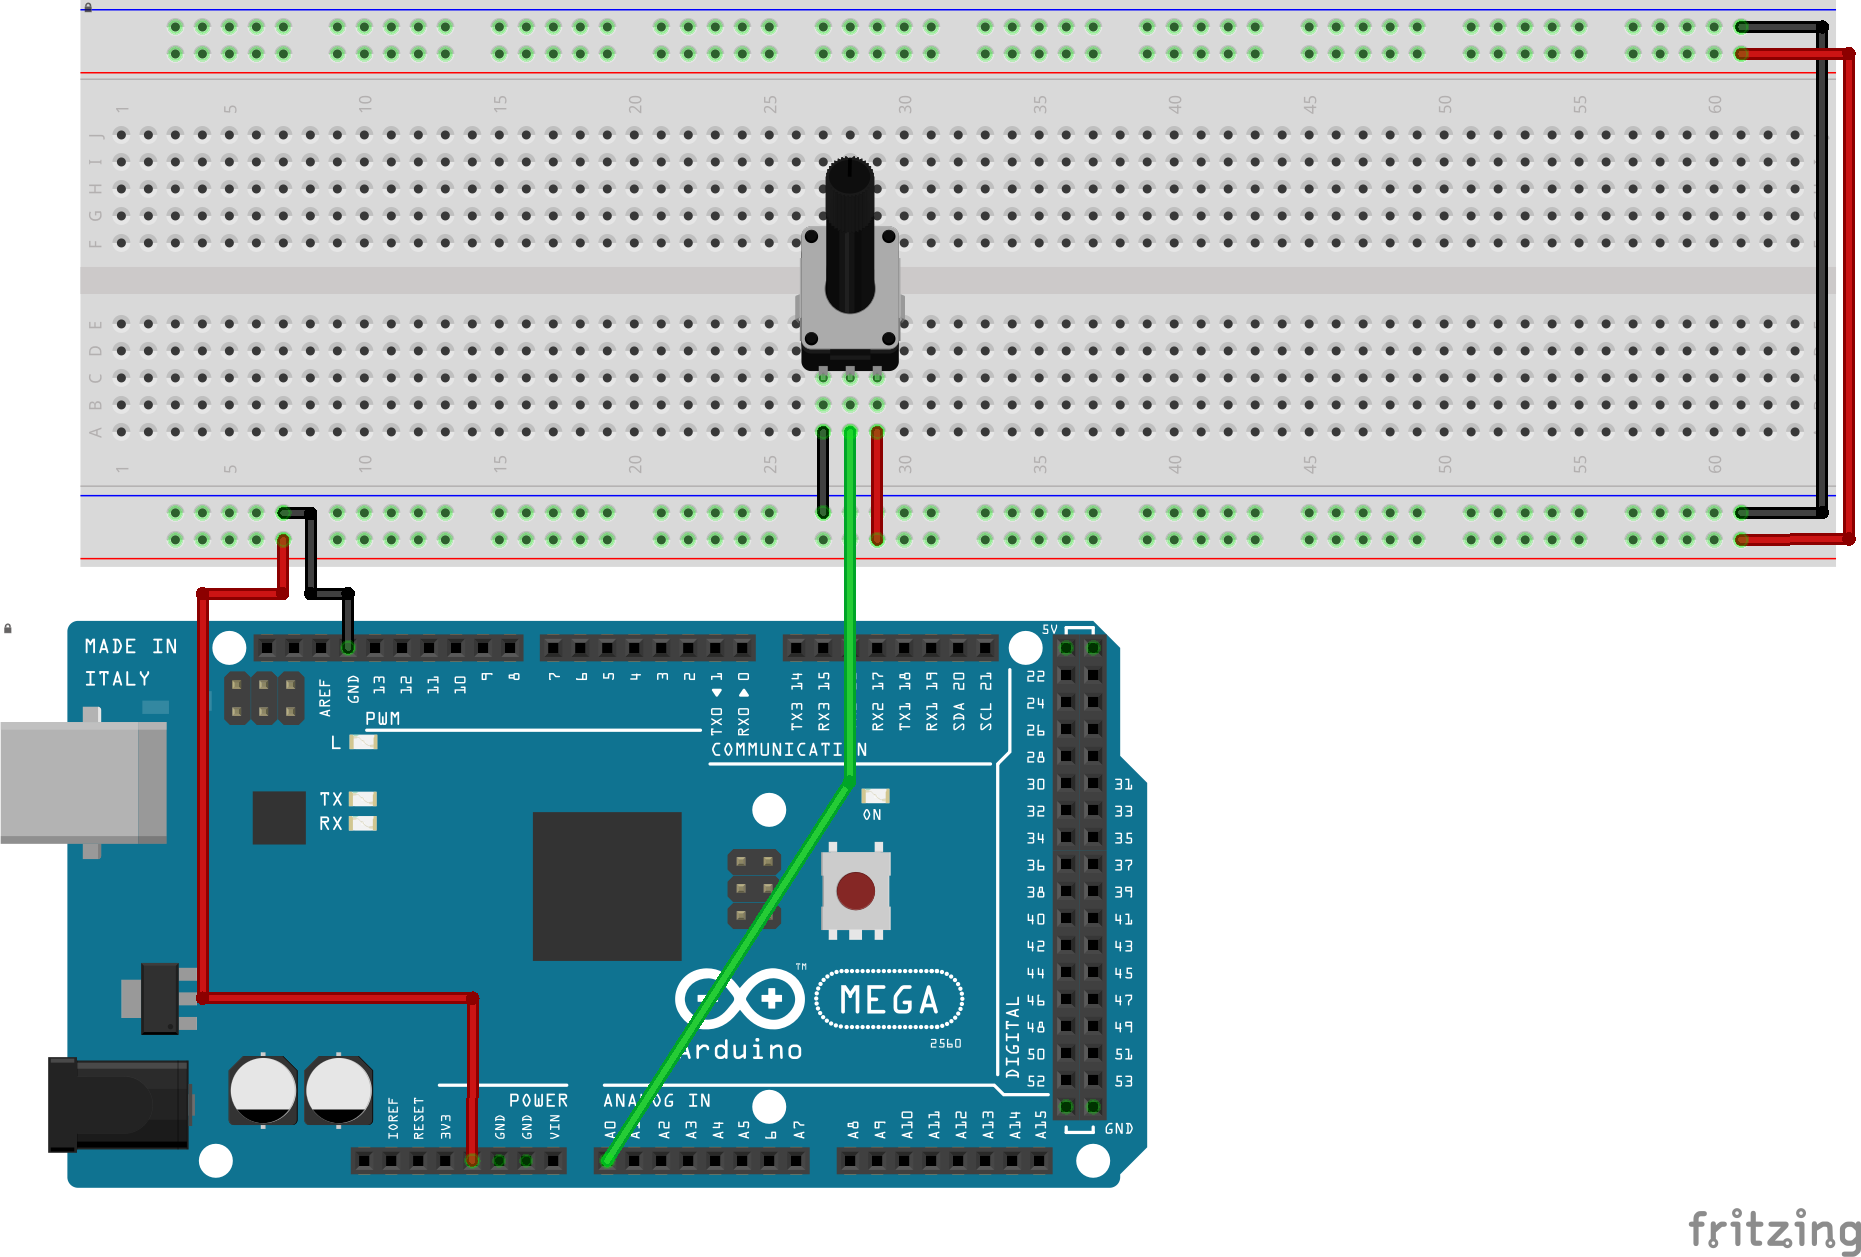 1 5 10 15 20 25 30 35 40 45 50 55 60
J
I
H
G
F
E
D
C
B
A
1 5 10 15 20 25 30 35 40 45 50 55 60
MADE IN
ITALY
AREF GND 13 12 11 10 9 8
7 6 5 4 3 2 TX0 1 RX0 0
TX3 14 RX3 15 RX2 17 TX1 18 RX1 19 SDA 20 SCL 21
PWM
L
COMMUNICATION
TX
RX
ON
5V
22
24
26
28
30 31
32 33
34 35
36 37
38 39
40 41
42 43
44 45
46 47
48 49
50 51
52 53
GND
DIGITAL
TM
MEGA
2560
Arduino
POWER
ANALOG IN
IOREF RESET 3V3 GND GND VIN
A0 A1 A2 A3 A4 A5 6 A7
A8 A9 A10 A11 A12 A13 A14 A15
fritzing